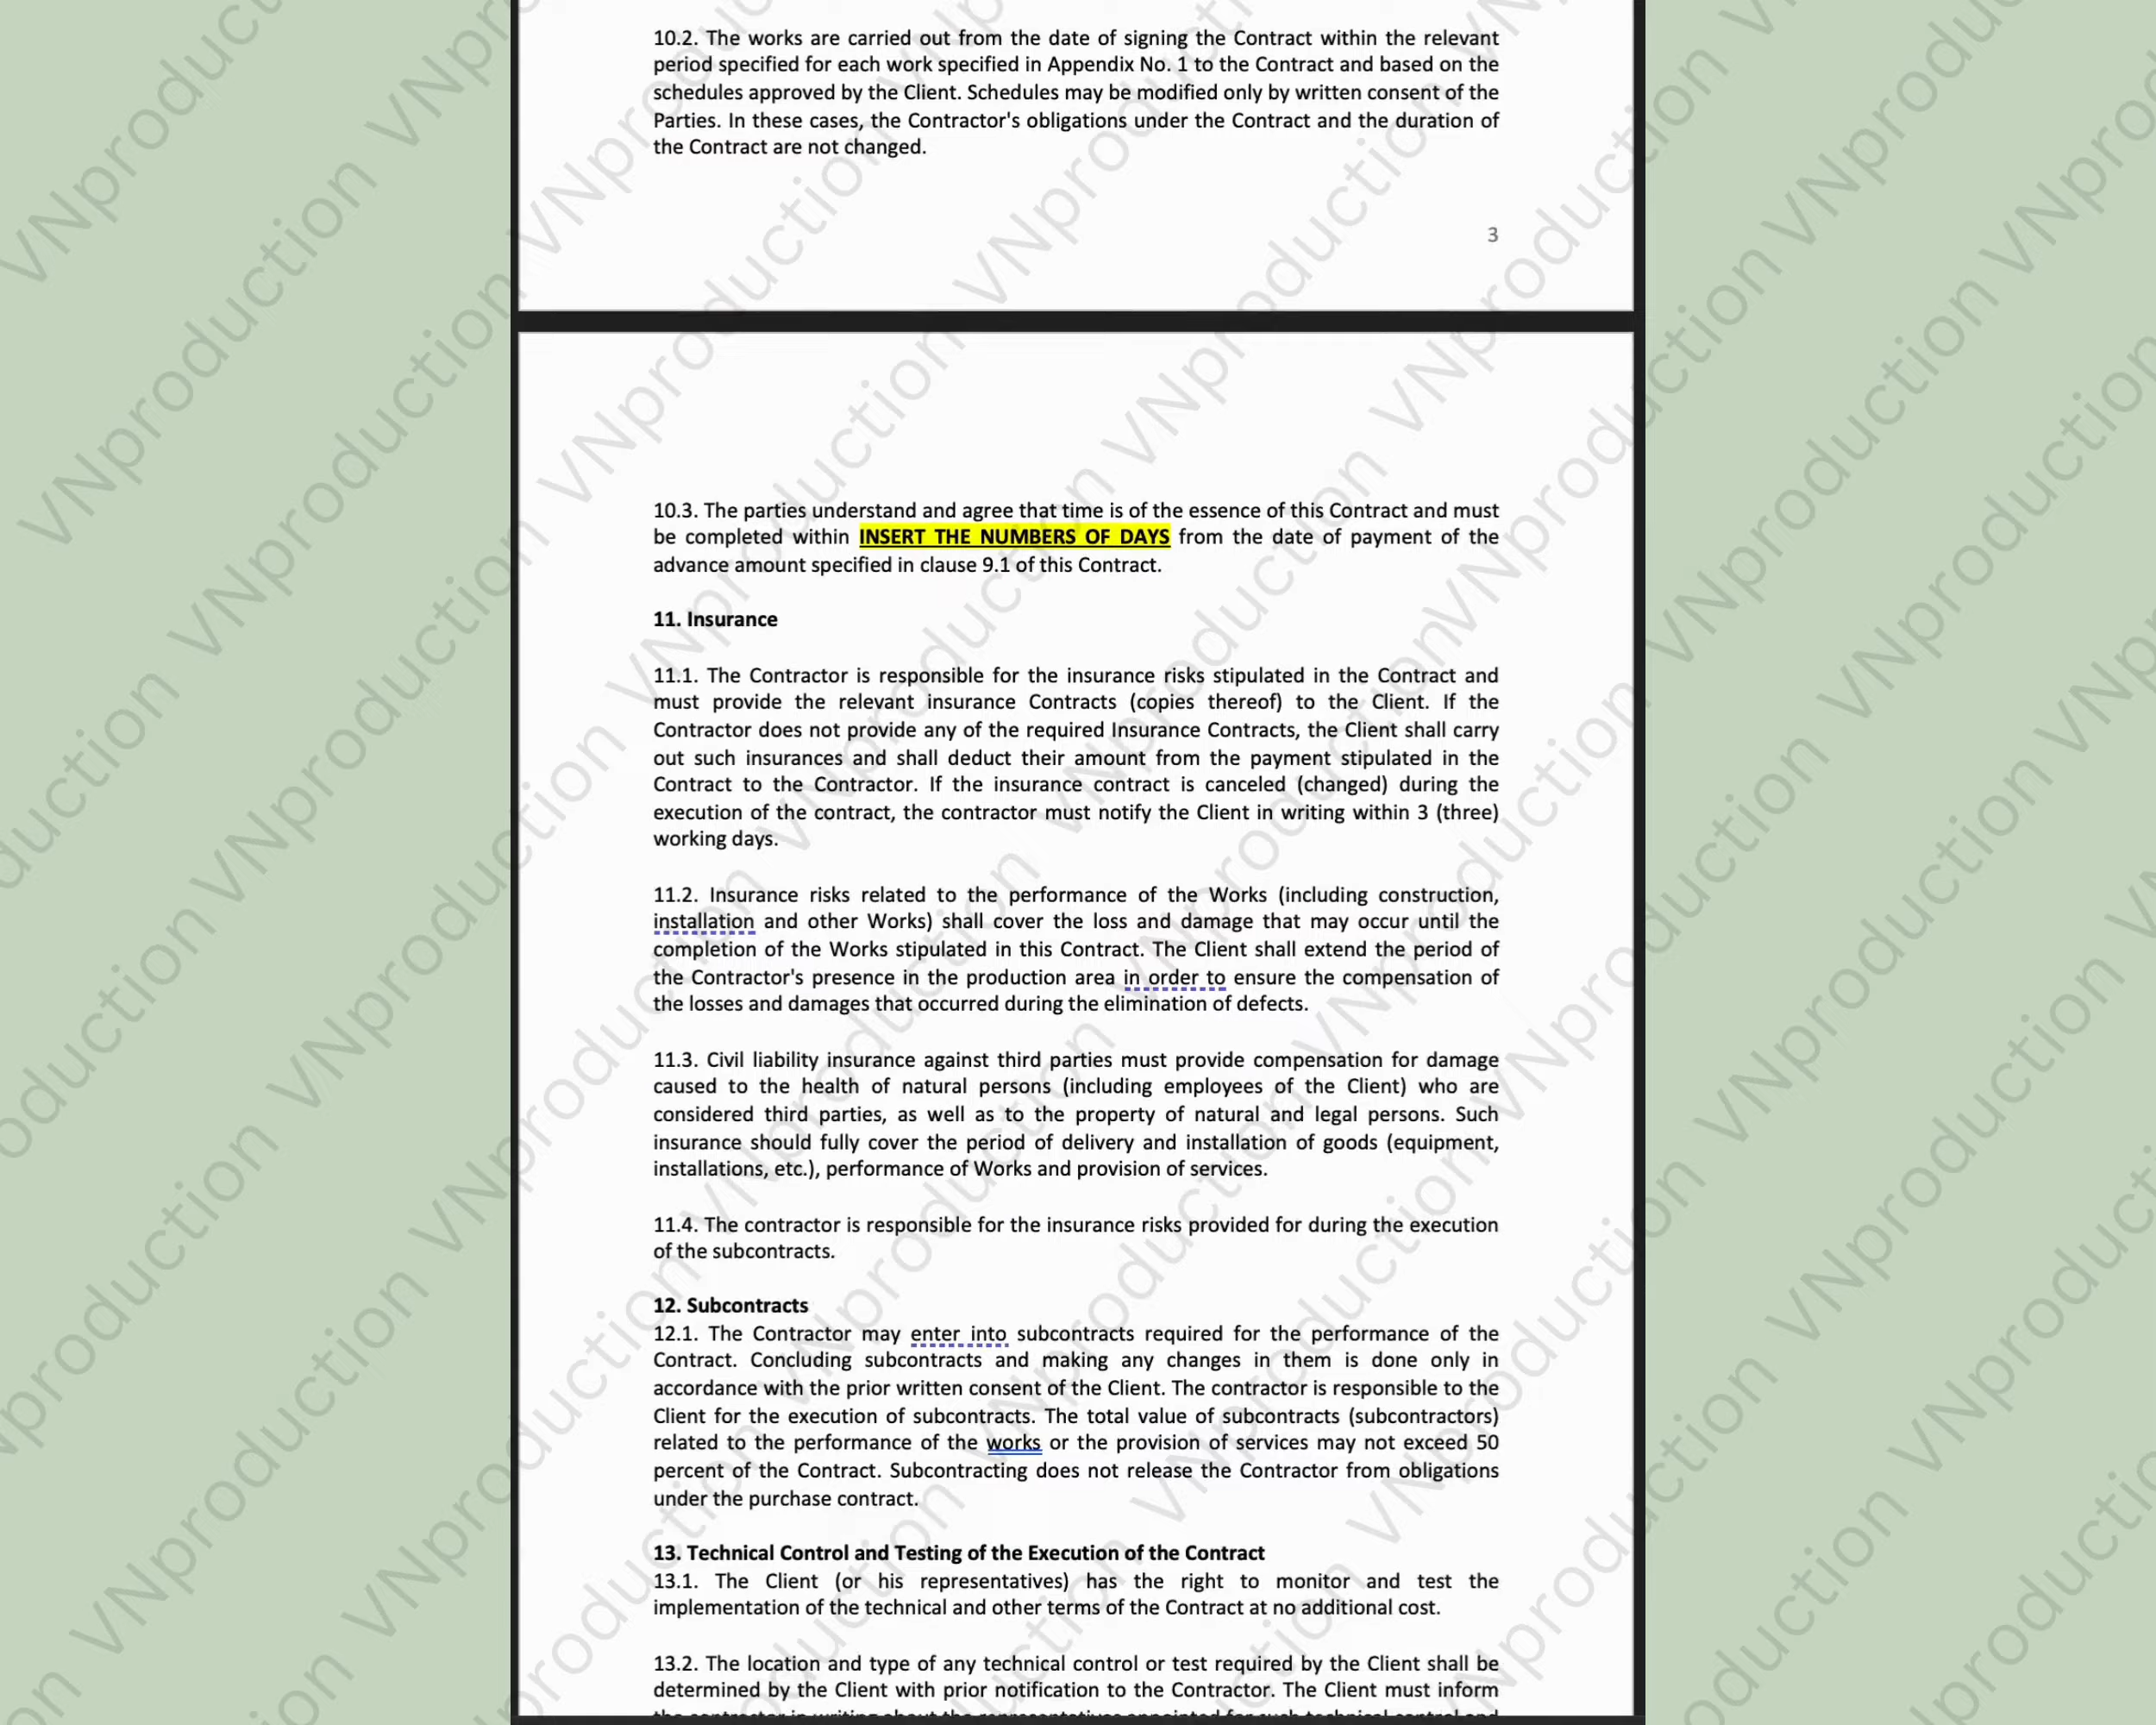 10.2. The works are carried out from the date of signing the Contract within the relevant
period specified for each work specified in Appendix No. 1 to the Contract and based on the
schedules approved by the Client. Schedules may be modified only by written consent of the
Parties. In these cases, the Contractor's obligations under the Contract and the duration of
the Contract are not changed.
3
10.3. The parties understand and agree that time is of the essence of this Contract and must
be completed within INSERT THE NUMBERS OF DAYS from the date of payment of the
advance amount specified in clause 9.1 of this Contract.
11. Insurance
11.1. The Contractor is responsible for the insurance risks stipulated in the Contract and
must provide the relevant insurance Contracts (copies thereof) to the Client. If the
Contractor does not provide any of the required Insurance Contracts, the Client shall carry
out such insurances and shall deduct their amount from the payment stipulated in the
Contract to the Contractor. If the insurance contract is canceled (changed) during the
execution of the contract, the contractor must notify the Client in writing within 3 (three)
working days.
11.2. Insurance risks related to the performance of the Works (including construction,
installation and other Works) shall cover the loss and damage that may occur until the
completion of the Works stipulated in this Contract. The Client shall extend the period of
the Contractor's presence in the production area in order to ensure the compensation of
the losses and damages that occurred during the elimination of defects.
11.3. Civil liability insurance against third parties must provide compensation for damage
caused to the health of natural persons (including employees of the Client) who are
considered third parties, as well as to the property of natural and legal persons. Such
insurance should fully cover the period of delivery and installation of goods (equipment,
installations, etc.), performance of Works and provision of services.
11.4. The contractor is responsible for the insurance risks provided for during the execution
of the subcontracts.
12. Subcontracts
12.1. The Contractor may enter into subcontracts required for the performance of the
Contract. Concluding subcontracts and making any changes in them is done only in
accordance with the prior written consent of the Client. The contractor is responsible to the
Client for the execution of subcontracts. The total value of subcontracts (subcontractors)
related to the performance of the works or the provision of services may not exceed 50
percent of the Contract. Subcontracting does not release the Contractor from obligations
under the purchase contract.
13. Technical Control and Testing of the Execution of the Contract
13.1. The Client (or his representatives) has the right to monitor and test the
implementation of the technical and other terms of the Contract at no additional cost.
13.2. The location and type of any technical control or test required by the Client shall be
determined by the Client with prior notification to the Contractor. The Client must inform
VNproduction VNproduction VNproduction